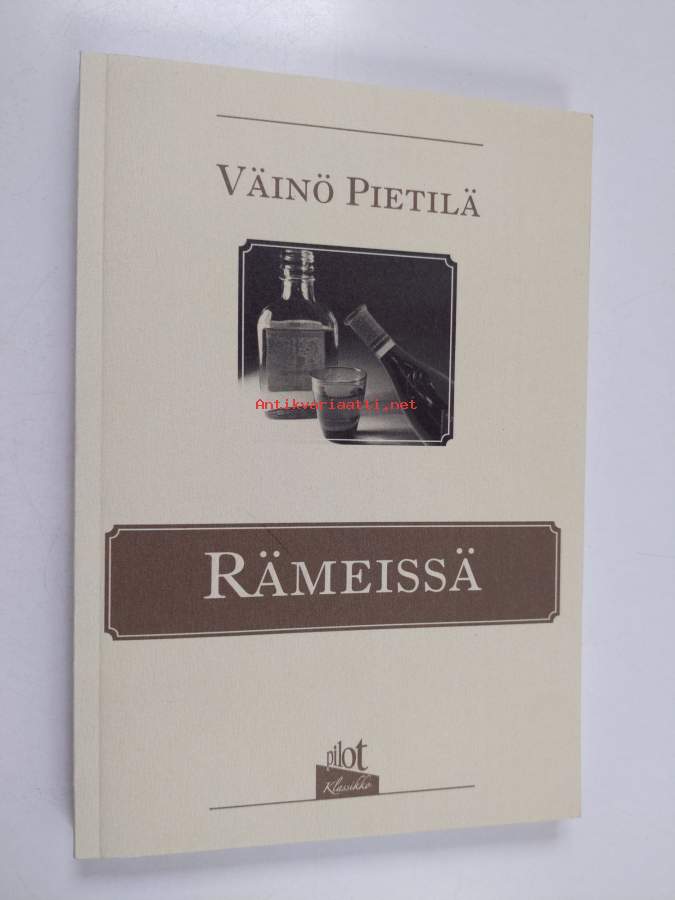 VÄINÖ PIETILÄ
Antikvariaatti.net
RÄMEISSÄ
pilot
Klassikko